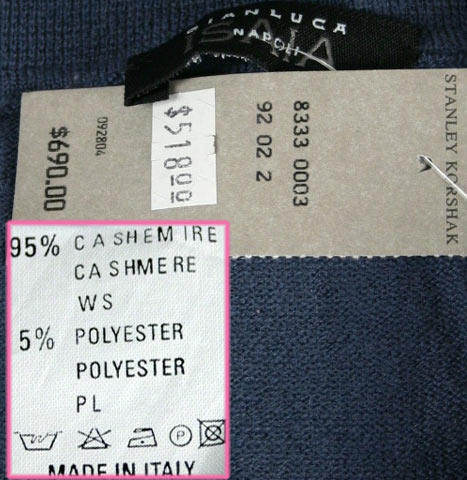 GIANLUCA
ISAIA
NAPOLI
STANLEY KORSHAK
8333 0003
92 02 2
$518.00
092804
$690.00
95% CASHEMIRE
CASHMERE
WS
5% POLYESTER
POLYESTER
PL
P
MADE IN ITALY